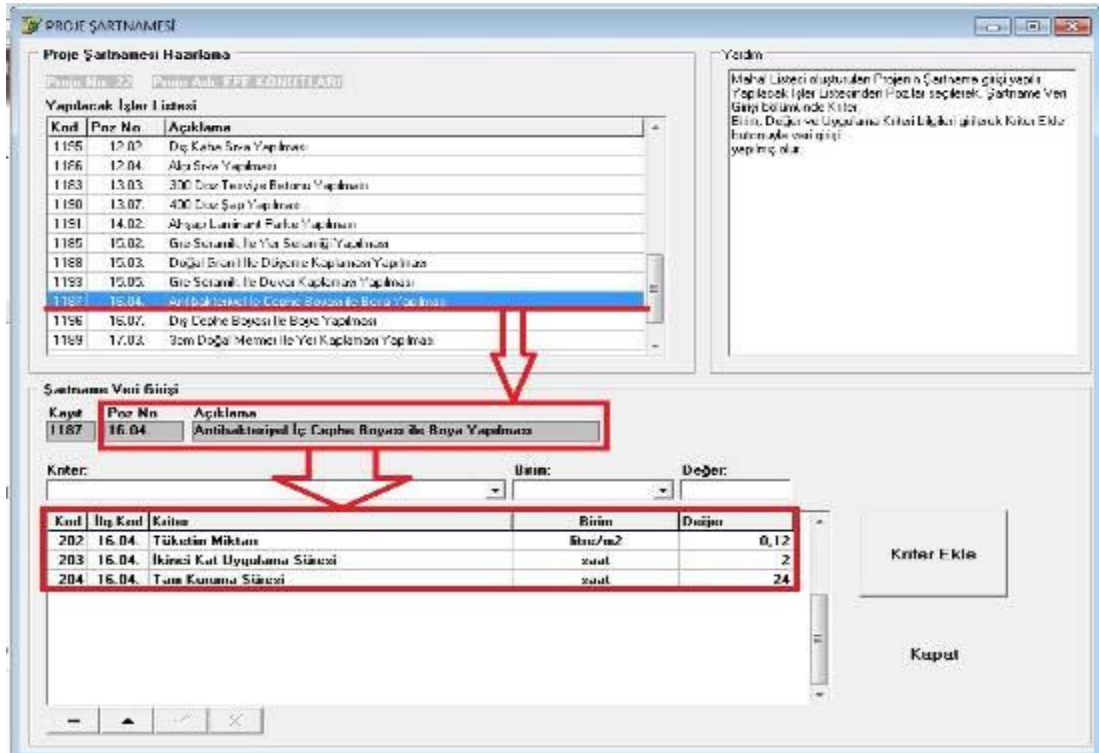 PROJE ŞARTNAMESİ
Proje Şartnamesi Hazırlama
Proje No: 22 Proje Adı: EFE KONUTLARI
Yapılacak İşler Listesi
Kod Poz No Açıklama
1195 12.02. Dış Kaba Sıva Yapılması
1186 12.04. Alçı Sıva Yapılması
1183 13.03. 300 Doz Tesviye Betonu Yapılması
1190 13.07. 400 Doz Şap Yapılması
1191 14.02. Ahşap Laminant Parke Yapılması
1185 15.02. Gre Seramik İle Yer Seramiği Yapılması
1188 15.03. Doğal Granit İle Döşeme Kaplaması Yapılması
1193 15.05. Gre Seramik İle Duvar Kaplaması Yapılması
1187 16.04. Antibakteriyel İç Cephe Boyası ile Boya Yapılması
1196 16.07. Dış Cephe Boyası İle Boya Yapılması
1189 17.03. 3cm Doğal Mermer İle Yer Kaplaması Yapılması
Yardım
Mahal Listesi oluşturulan Projenin Şartname girişi yapılır.
Yapılacak İşler Listesinden Pozlar seçilerek, Şartname Veri
Girişi bölümünde Kriter,
Birim, Değer ve Uygulama Kriteri bilgileri girilerek Kriter Ekle
butonuyla veri girişi
yapılmış olur.
Şartname Veri Girişi
Kayıt Poz No Açıklama
1187 16.04. Antibakteriyel İç Cephe Boyası ile Boya Yapılması
Kriter: Birim: Değer:
Kod İlg.Kod Kriter Birim Değer
202 16.04. Tüketim Miktarı litre/m2 0,12
203 16.04. İkinci Kat Uygulama Süresi saat 2
204 16.04. Tam Kuruma Süresi saat 24
Kriter Ekle
Kapat